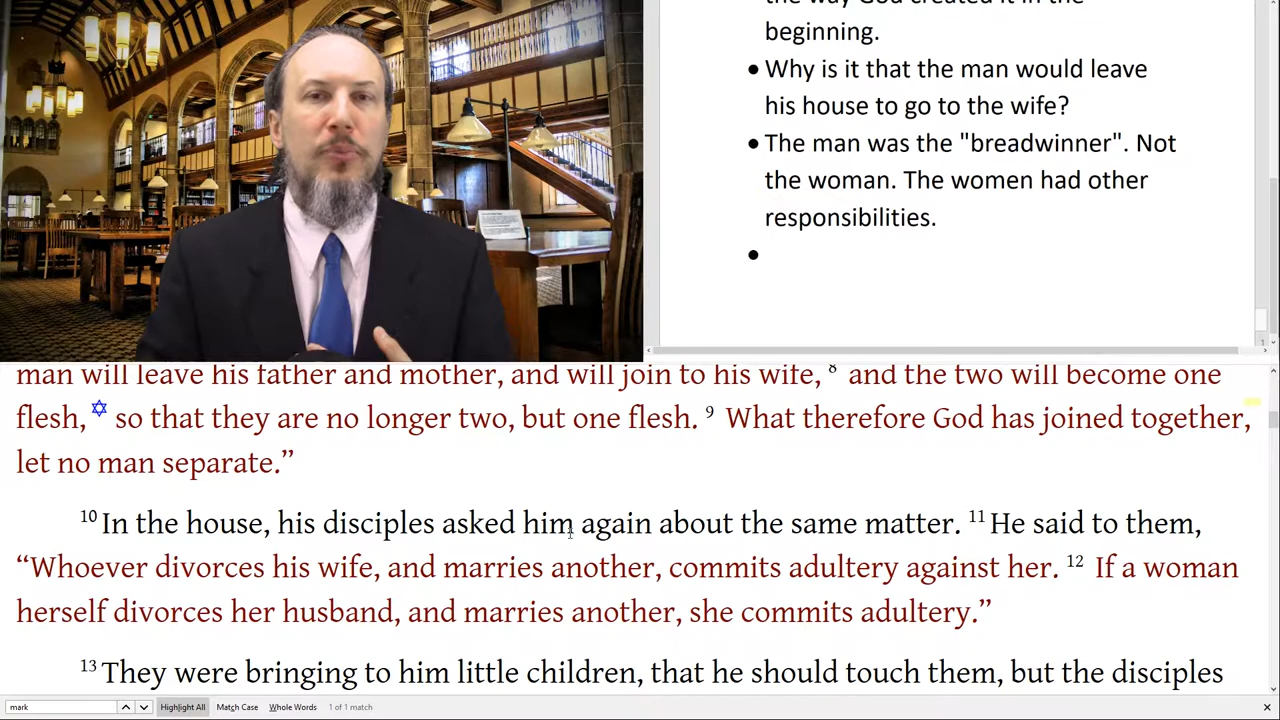 the way God created it in the
beginning.
• Why is it that the man would leave
his house to go to the wife?
• The man was the "breadwinner". Not
the woman. The women had other
responsibilities.
•
man will leave his father and mother, and will join to his wife, 8 and the two will become one
flesh, ✡ so that they are no longer two, but one flesh. 9 What therefore God has joined together,
let no man separate.”
10 In the house, his disciples asked him again about the same matter. 11 He said to them,
“Whoever divorces his wife, and marries another, commits adultery against her. 12 If a woman
herself divorces her husband, and marries another, she commits adultery.”
13 They were bringing to him little children, that he should touch them, but the disciples
mark Highlight All Match Case Whole Words 1 of 1 match